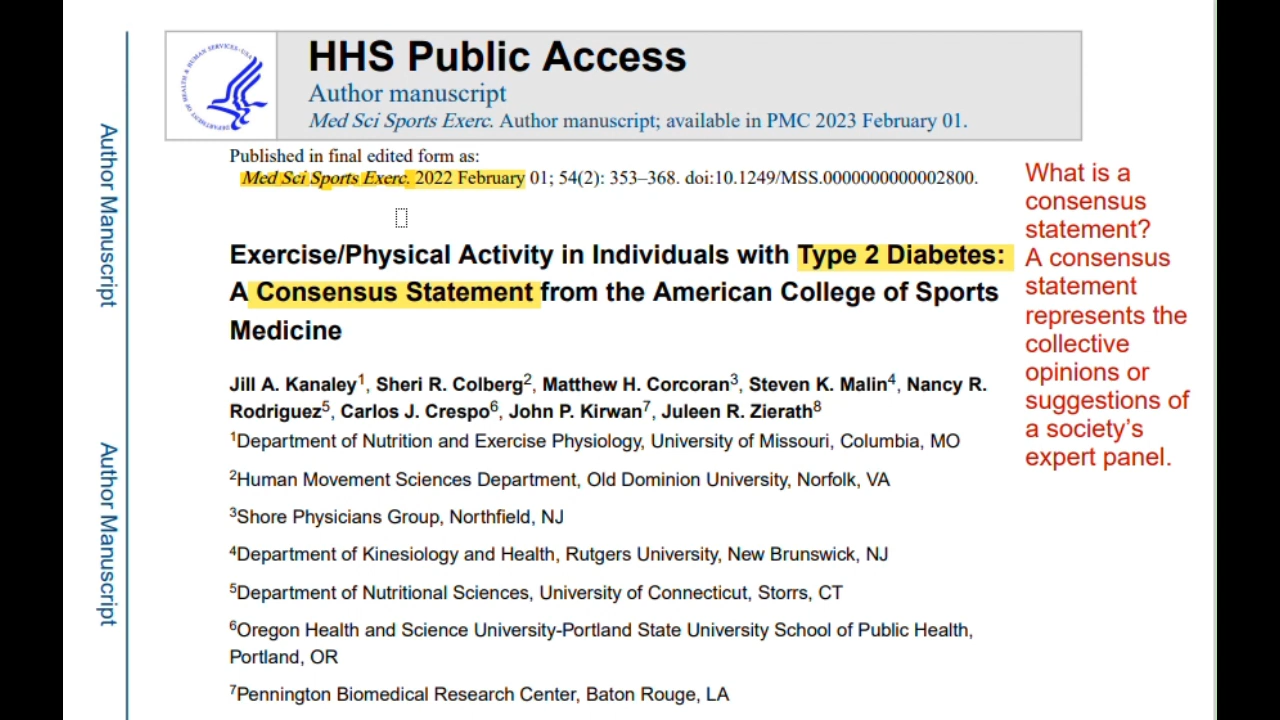 HHS Public Access
Author manuscript
Med Sci Sports Exerc. Author manuscript; available in PMC 2023 February 01.
Published in final edited form as:
Med Sci Sports Exerc. 2022 February 01; 54(2): 353–368. doi:10.1249/MSS.0000000000002800.
Exercise/Physical Activity in Individuals with Type 2 Diabetes:
A Consensus Statement from the American College of Sports
Medicine
Jill A. Kanaley1, Sheri R. Colberg2, Matthew H. Corcoran3, Steven K. Malin4, Nancy R.
Rodriguez5, Carlos J. Crespo6, John P. Kirwan7, Juleen R. Zierath8
1Department of Nutrition and Exercise Physiology, University of Missouri, Columbia, MO
2Human Movement Sciences Department, Old Dominion University, Norfolk, VA
3Shore Physicians Group, Northfield, NJ
4Department of Kinesiology and Health, Rutgers University, New Brunswick, NJ
5Department of Nutritional Sciences, University of Connecticut, Storrs, CT
6Oregon Health and Science University-Portland State University School of Public Health,
Portland, OR
7Pennington Biomedical Research Center, Baton Rouge, LA
What is a
consensus
statement?
A consensus
statement
represents the
collective
opinions or
suggestions of
a society's
expert panel.
Author Manuscript
Author Manuscript